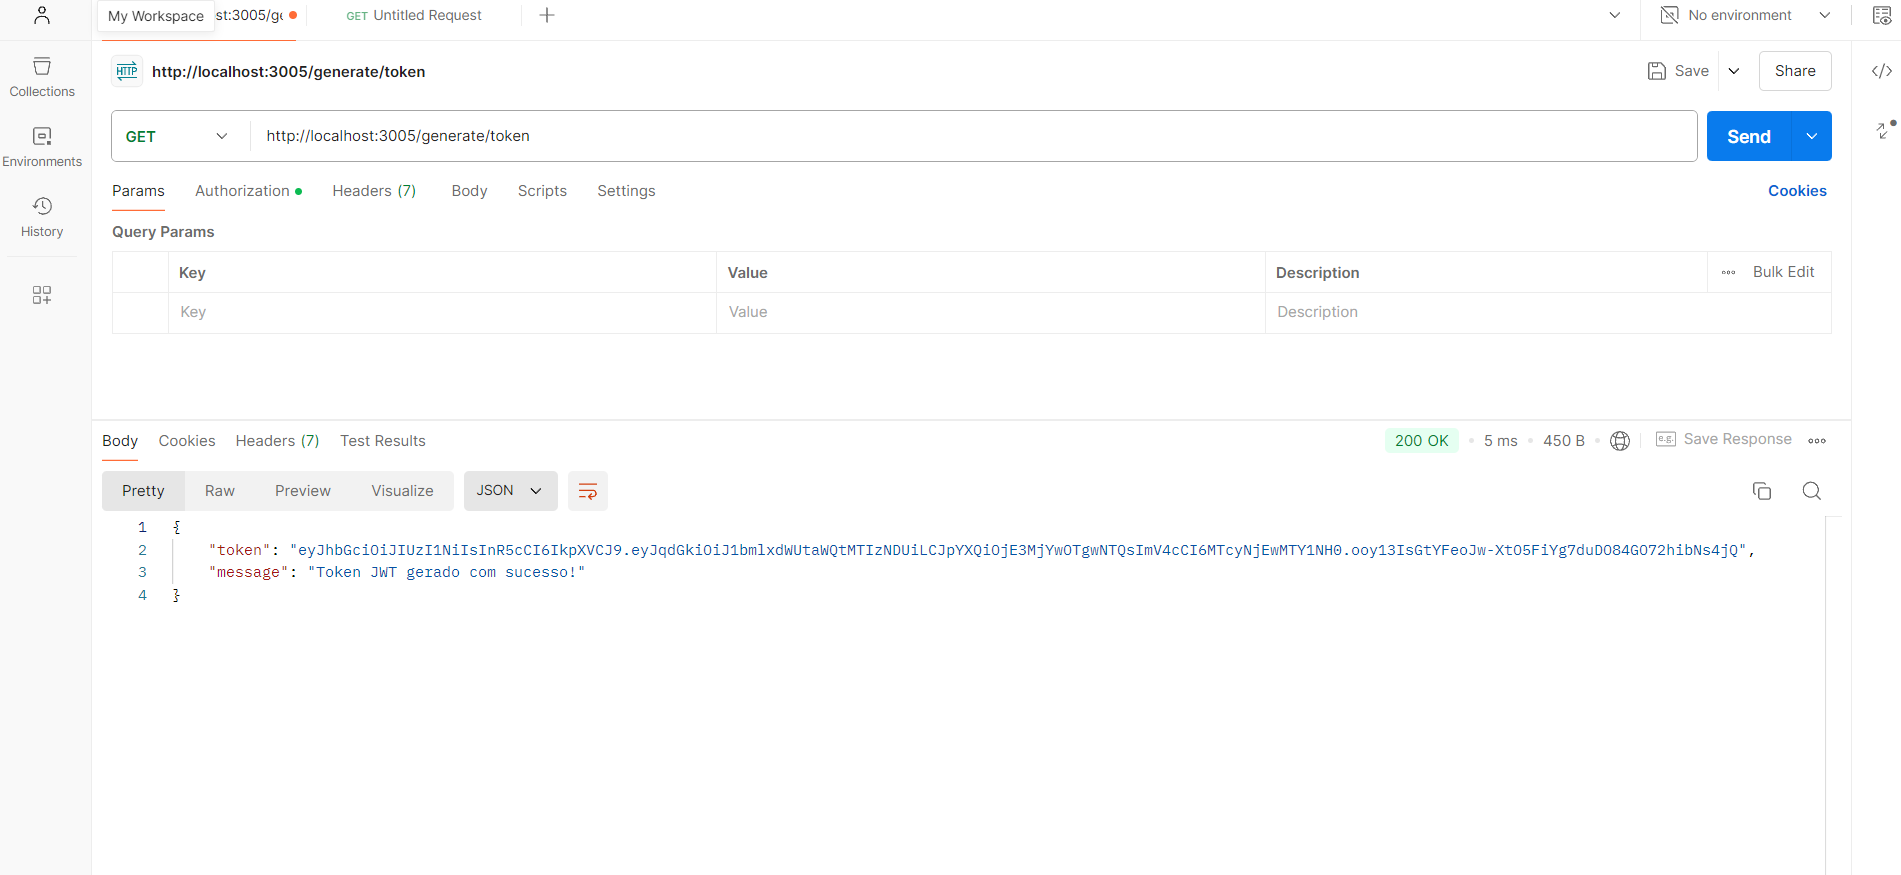 My Workspace
st:3005/ge
GET Untitled Request
No environment
Collections
Environments
History
HTTP
http://localhost:3005/generate/token
Save
Share
GET
http://localhost:3005/generate/token
Send
Params
Authorization
Headers (7)
Body
Scripts
Settings
Cookies
Query Params
Key
Value
Description
Bulk Edit
Key
Value
Description
Body
Cookies
Headers (7)
Test Results
200 OK
5 ms
450 B
e.g.
Save Response
Pretty
Raw
Preview
Visualize
JSON
1 {
2 "token": "eyJhbGciOiJIUzI1NiIsInR5cCI6IkpXVCJ9.eyJqdGkiOiJ1bmlxdWUtaWQtMTIzNDUiLCJpYXQiOjE3MjYwOTgwNTQsImV4cCI6MTcyNjEwMTY1NH0.ooy13IsGtYFeoJw-XtO5FiYg7duDO84GO72hibNs4jQ",
3 "message": "Token JWT gerado com sucesso!"
4 }